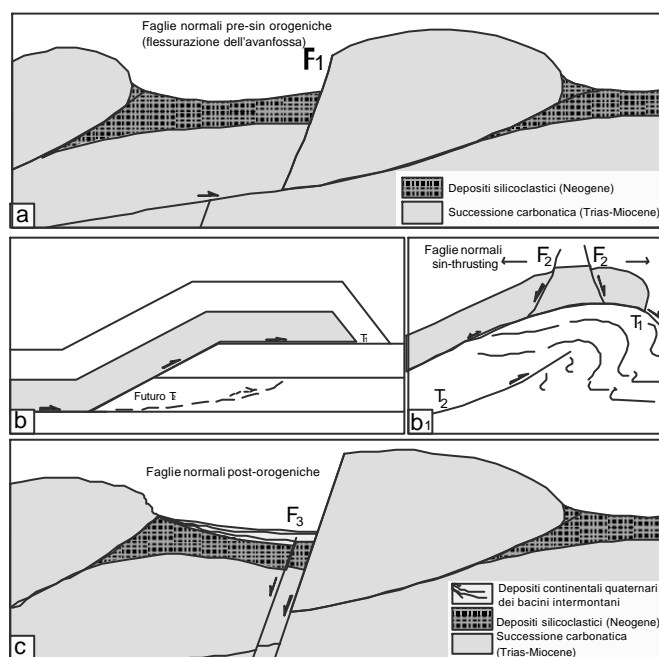 Faglie normali pre-sin orogeniche
(flessurazione dell'avanfossa)
F1
Depositi silicoclastici (Neogene)
Successione carbonatica (Trias-Miocene)
a
T1
Futuro T2
b
Faglie normali
sin-thrusting
F2
F2
T1
T2
b1
Faglie normali post-orogeniche
F3
Depositi continentali quaternari
dei bacini intermontani
Depositi silicoclastici (Neogene)
Successione carbonatica
(Trias-Miocene)
c